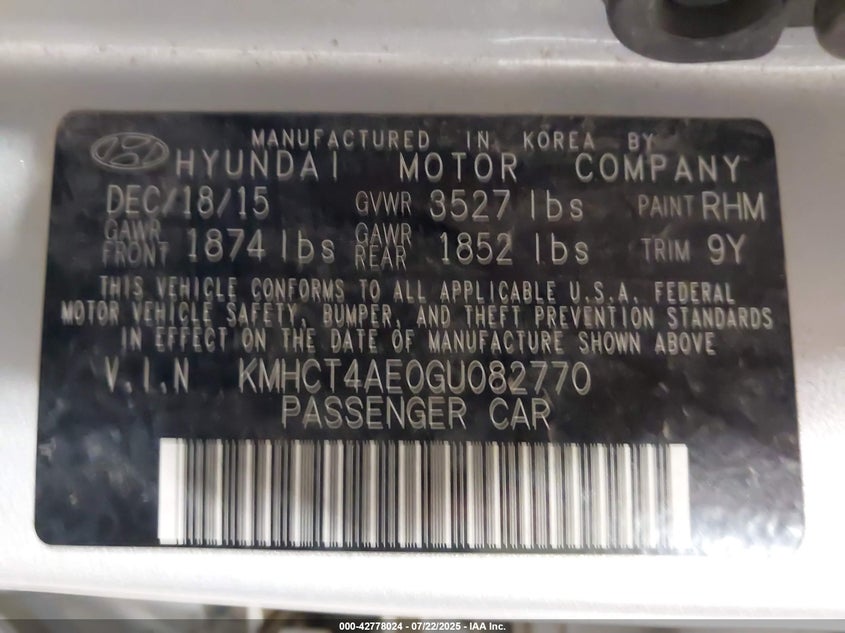 MANUFACTURED IN KOREA BY
HYUNDAI MOTOR COMPANY
DEC/18/15 GVWR 3527 lbs PAINT RHM
GAWR FRONT 1874 lbs GAWR REAR 1852 lbs TRIM 9Y
THIS VEHICLE CONFORMS TO ALL APPLICABLE U.S.A. FEDERAL
MOTOR VEHICLE SAFETY, BUMPER, AND THEFT PREVENTION STANDARDS
IN EFFECT ON THE DATE OF MANUFACTURE SHOWN ABOVE
V.I.N KMHCT4AE0GU082770
PASSENGER CAR
000-42778024 - 07/22/2025 - IAA Inc.